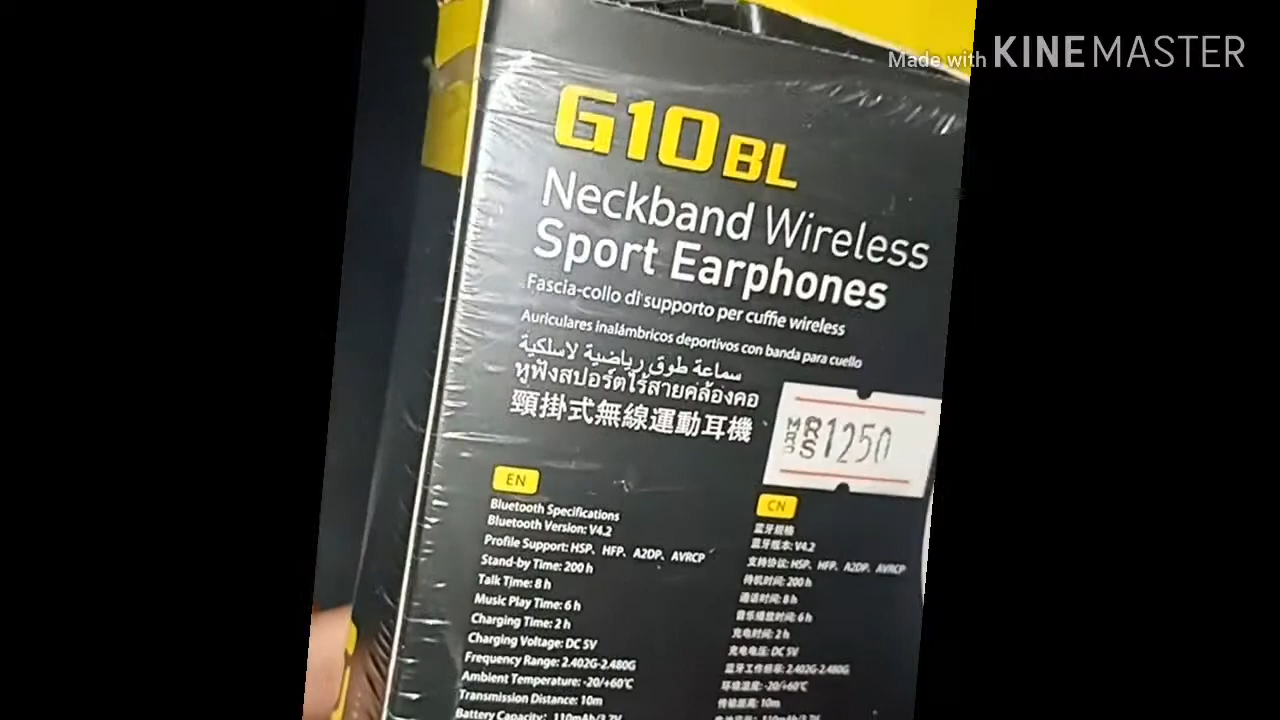 Made with KINEMASTER
G10 BL
Neckband Wireless
Sport Earphones
Fascia-collo di supporto per cuffie wireless
Auriculares inalámbricos deportivos con banda para cuello
سماعة طوق رياضية لاسلكية
หูฟังสปอร์ตไร้สายคล้องคอ
頸掛式無線運動耳機
RS 1250
EN
Bluetooth Specifications
Bluetooth Version: V4.2
Profile Support: HSP、HFP、A2DP、AVRCP
Stand-by Time: 200 h
Talk Time: 8 h
Music Play Time: 6 h
Charging Time: 2 h
Charging Voltage: DC 5V
Frequency Range: 2.402G-2.480G
Ambient Temperature: -20/+60℃
Transmission Distance: 10m
Battery Capacity: 110mAh/3.7V
CN
蓝牙规格
蓝牙版本: V4.2
支持协议: HSP、HFP、A2DP、AVRCP
待机时间: 200 h
通话时间: 8 h
音乐播放时间: 6 h
充电时间: 2 h
充电电压: DC 5V
蓝牙工作频率: 2.402G-2.480G
环境温度: -20/+60℃
传输距离: 10m